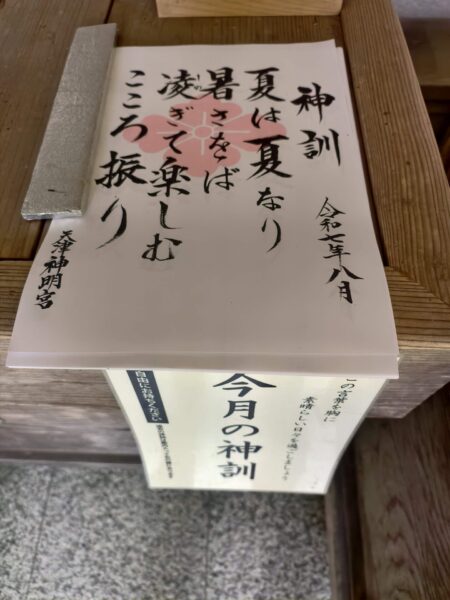 神訓
令和七年八月
夏は夏なり
暑さをば
凌ぎて楽しむ
こころ振り
天津神明宮
この言葉を胸に
素晴らしい日々を過ごしましょう
今月の神訓
自由にお持ちください